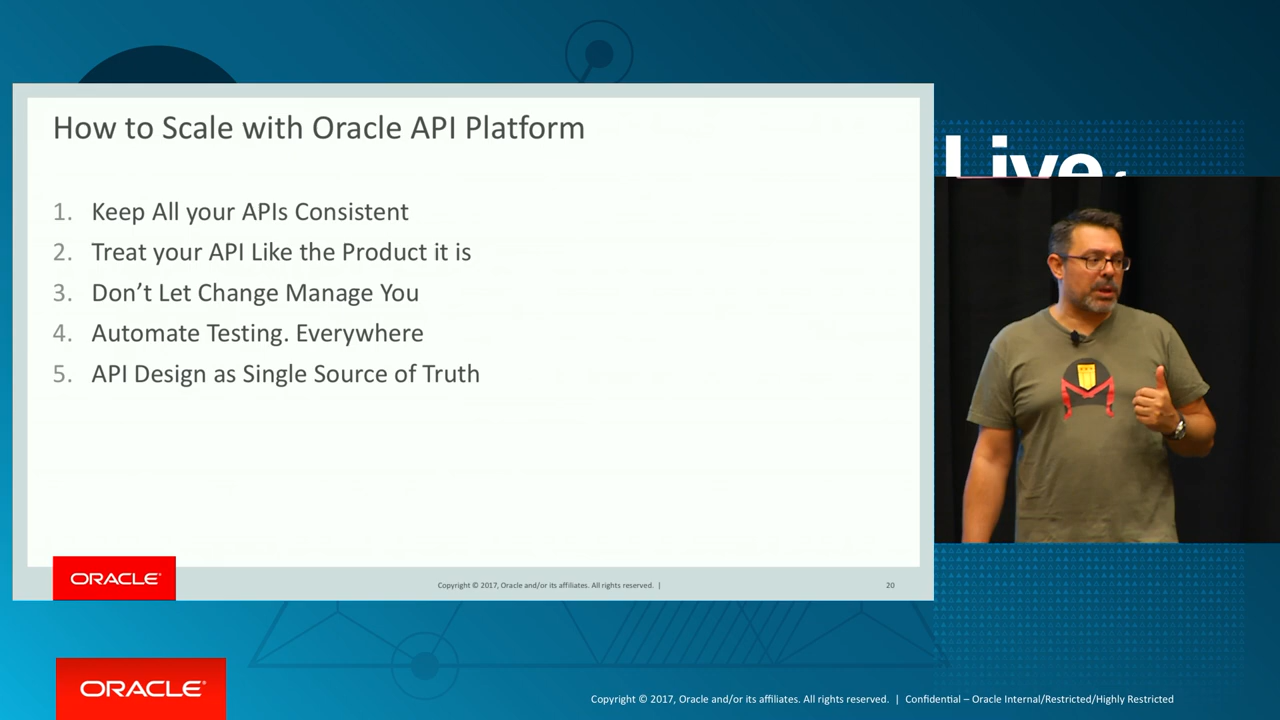 How to Scale with Oracle API Platform
1. Keep All your APIs Consistent
2. Treat your API Like the Product it is
3. Don’t Let Change Manage You
4. Automate Testing. Everywhere
5. API Design as Single Source of Truth
ORACLE®
Copyright © 2017, Oracle and/or its affiliates. All rights reserved. |
20
Live
ORACLE®
Copyright © 2017, Oracle and/or its affiliates. All rights reserved. | Confidential – Oracle Internal/Restricted/Highly Restricted